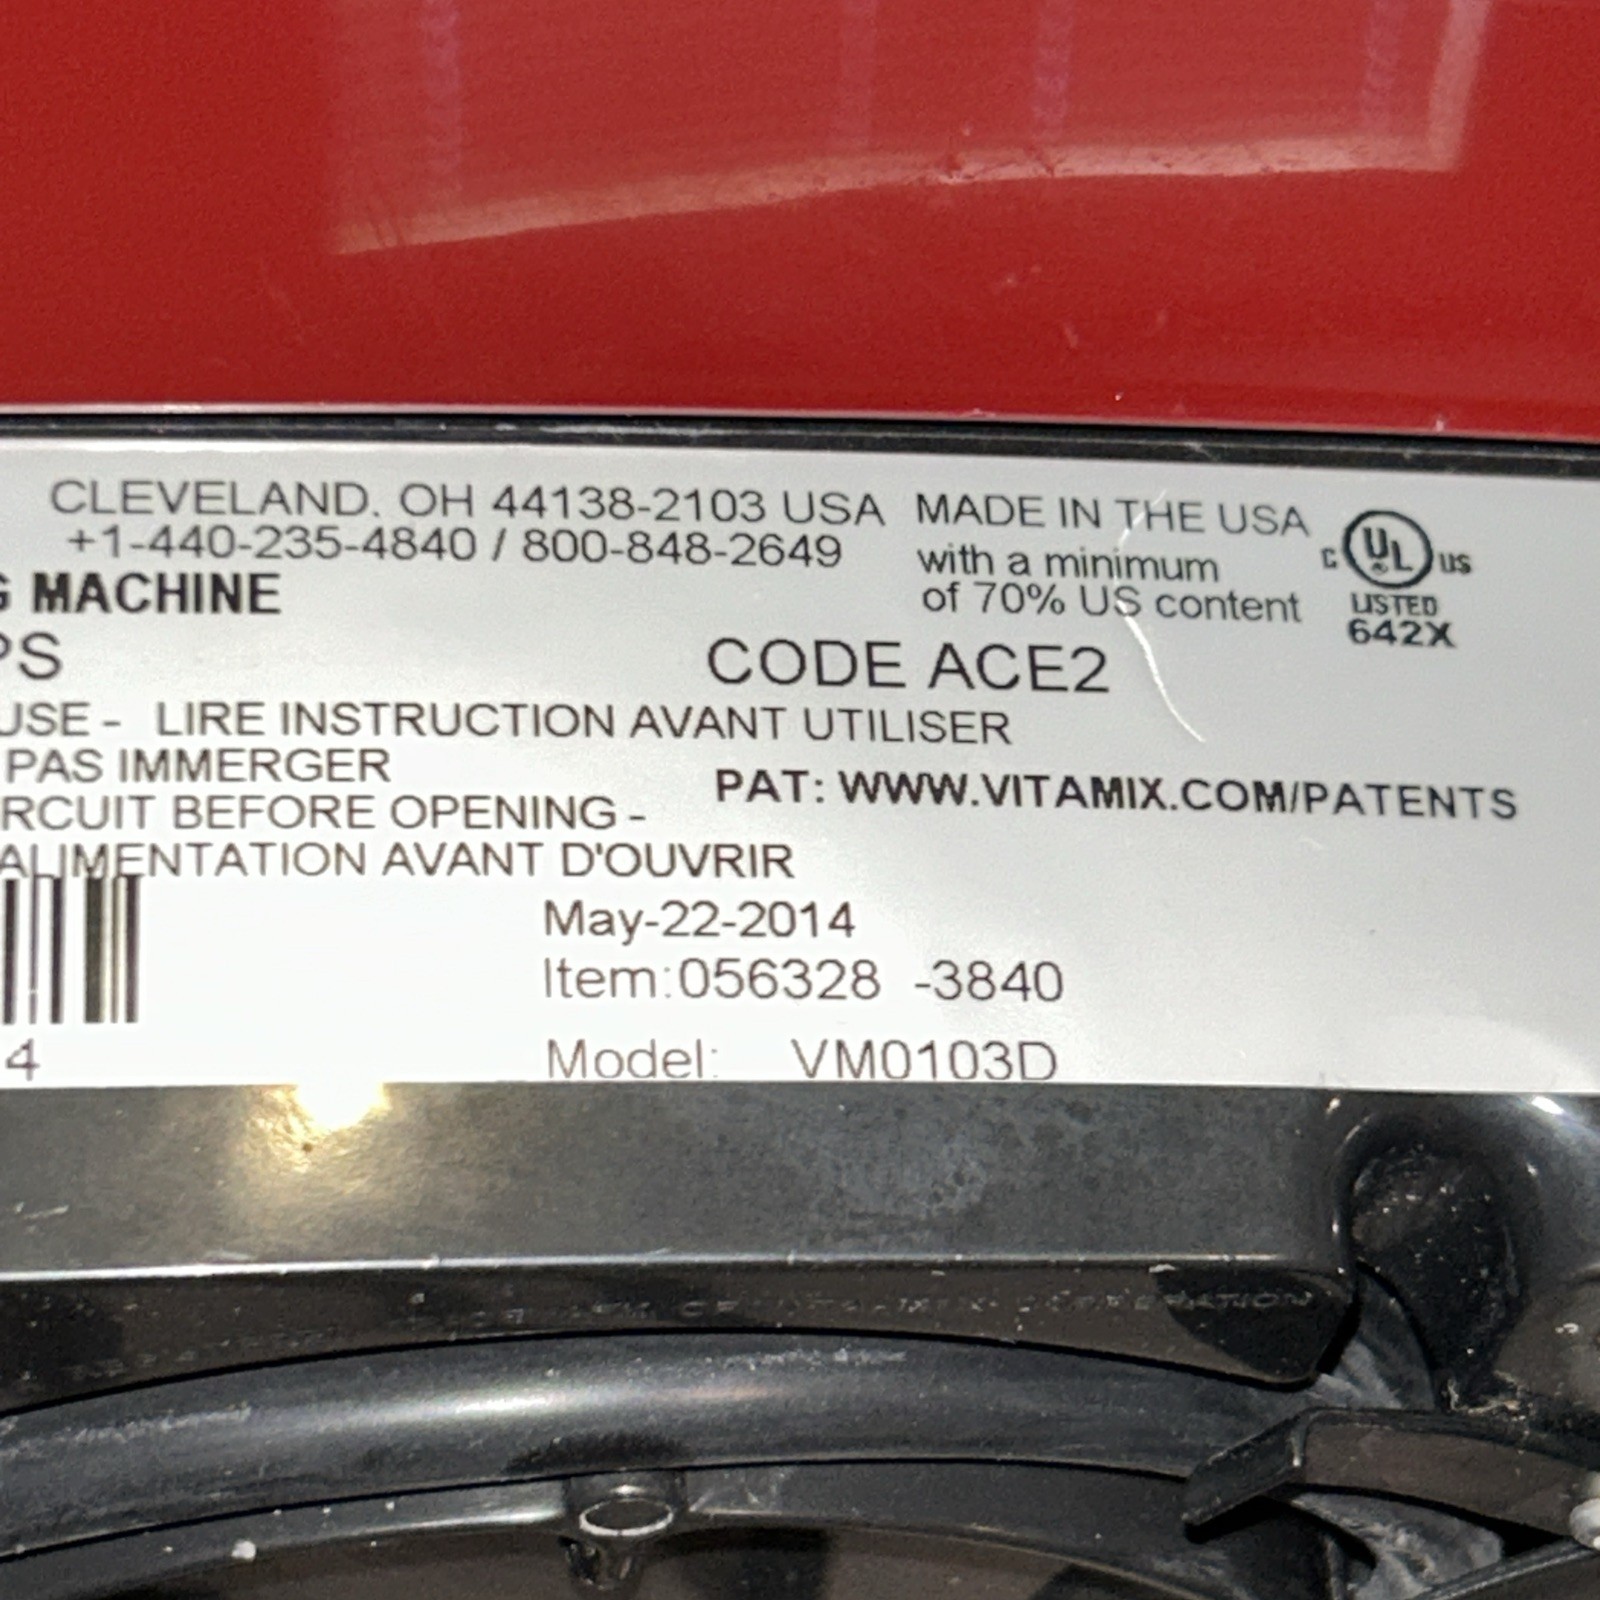 CLEVELAND. OH 44138-2103 USA
+1-440-235-4840 / 800-848-2649
MADE IN THE USA
with a minimum
of 70% US content
C UL ® US
LISTED
642X
G MACHINE
PS
CODE ACE2
USE - LIRE INSTRUCTION AVANT UTILISER
PAS IMMERGER
PAT: WWW.VITAMIX.COM/PATENTS
RCUIT BEFORE OPENING -
ALIMENTATION AVANT D'OUVRIR
May-22-2014
Item:056328 -3840
4
Model: VM0103D
CORPORATION